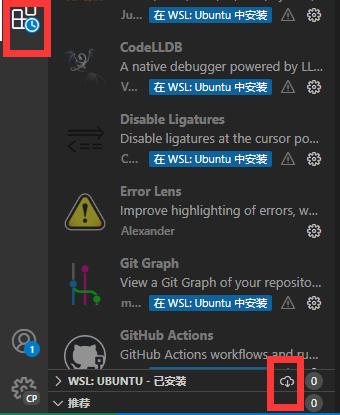 Ju...
在 WSL: Ubuntu 中安装
CodeLLDB
A native debugger powered by LL...
V...
在 WSL: Ubuntu 中安装
Disable Ligatures
Disable ligatures at the cursor po...
C...
在 WSL: Ubuntu 中安装
Error Lens
Improve highlighting of errors, w...
Alexander
Git Graph
View a Git Graph of your reposito...
m...
在 WSL: Ubuntu 中安装
GitHub Actions
GitHub Actions workflows and ru...
1
CP
WSL: UBUNTU - 已安装
0
推荐
0